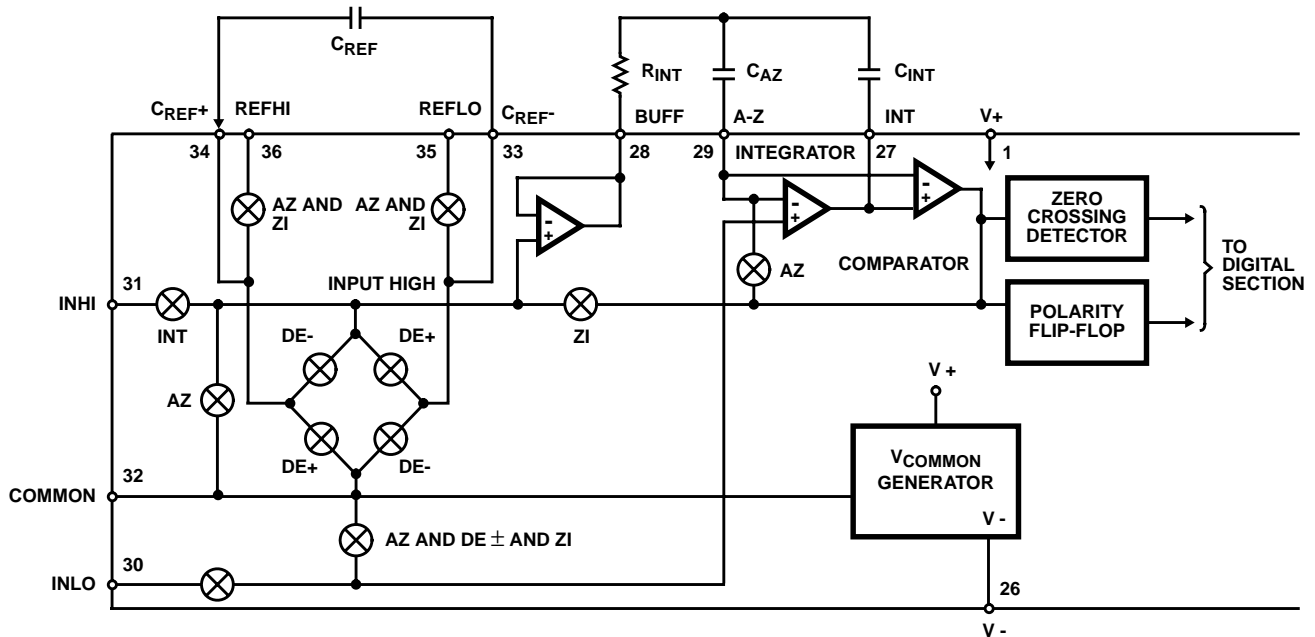 CREF
RINT
CAZ
CINT
CREF+
REFHI
REFLO
CREF-
BUFF
A-Z
INT
V+
34
36
35
33
28
29
INTEGRATOR
27
1
AZ AND
ZI
AZ AND
ZI
-
+
-
+
-
+
ZERO
CROSSING
DETECTOR
TO
DIGITAL
SECTION
AZ
COMPARATOR
31
INHI
INT
INPUT HIGH
ZI
POLARITY
FLIP-FLOP
DE-
DE+
AZ
DE+
DE-
V +
VCOMMON
GENERATOR
V -
32
COMMON
AZ AND DE ± AND ZI
30
INLO
26
V -